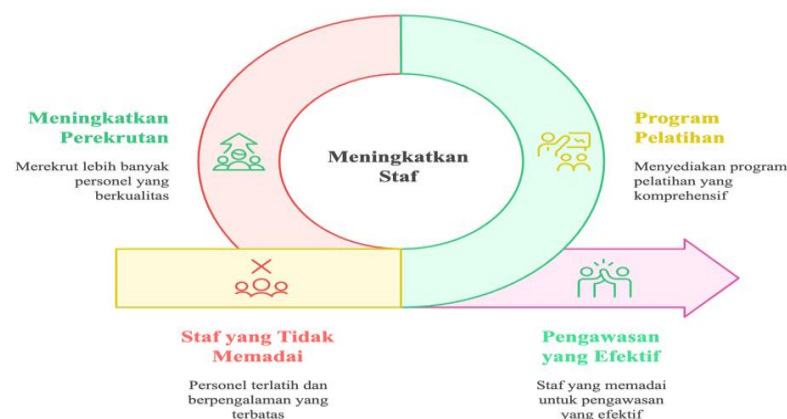 Meningkatkan
Perekrutan
Merekrut lebih banyak
personel yang
berkualitas
Meningkatkan
Staf
Program
Pelatihan
Menyediakan program
pelatihan yang
komprehensif
Staf yang Tidak
Memadai
Personel terlatih dan
berpengalaman yang
terbatas
Pengawasan
yang Efektif
Staf yang memadai
untuk pengawasan
yang efektif